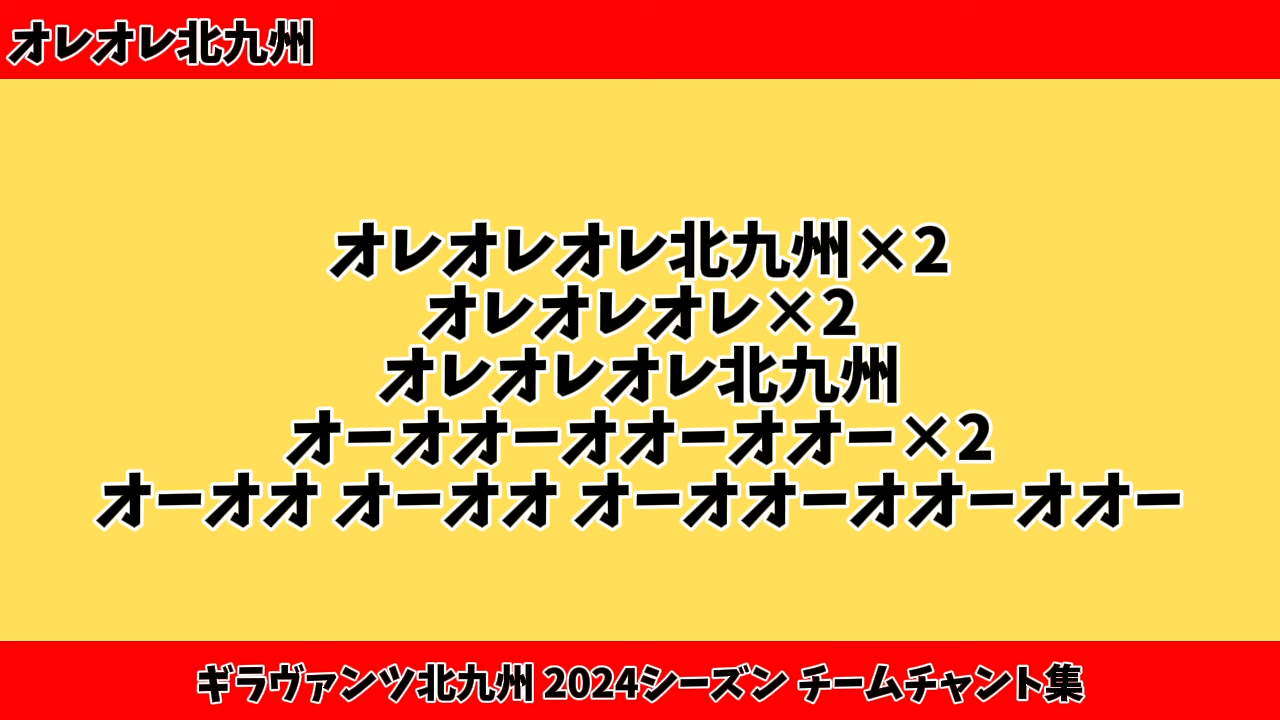 オレオレ北九州
オレオレオレ北九州×2
オレオレオレ×2
オレオレオレ北九州
オーオオーオオーオオー×2
オーオオ オーオオ オーオオーオオーオオー
ギラヴァンツ北九州 2024シーズン チームチャント集